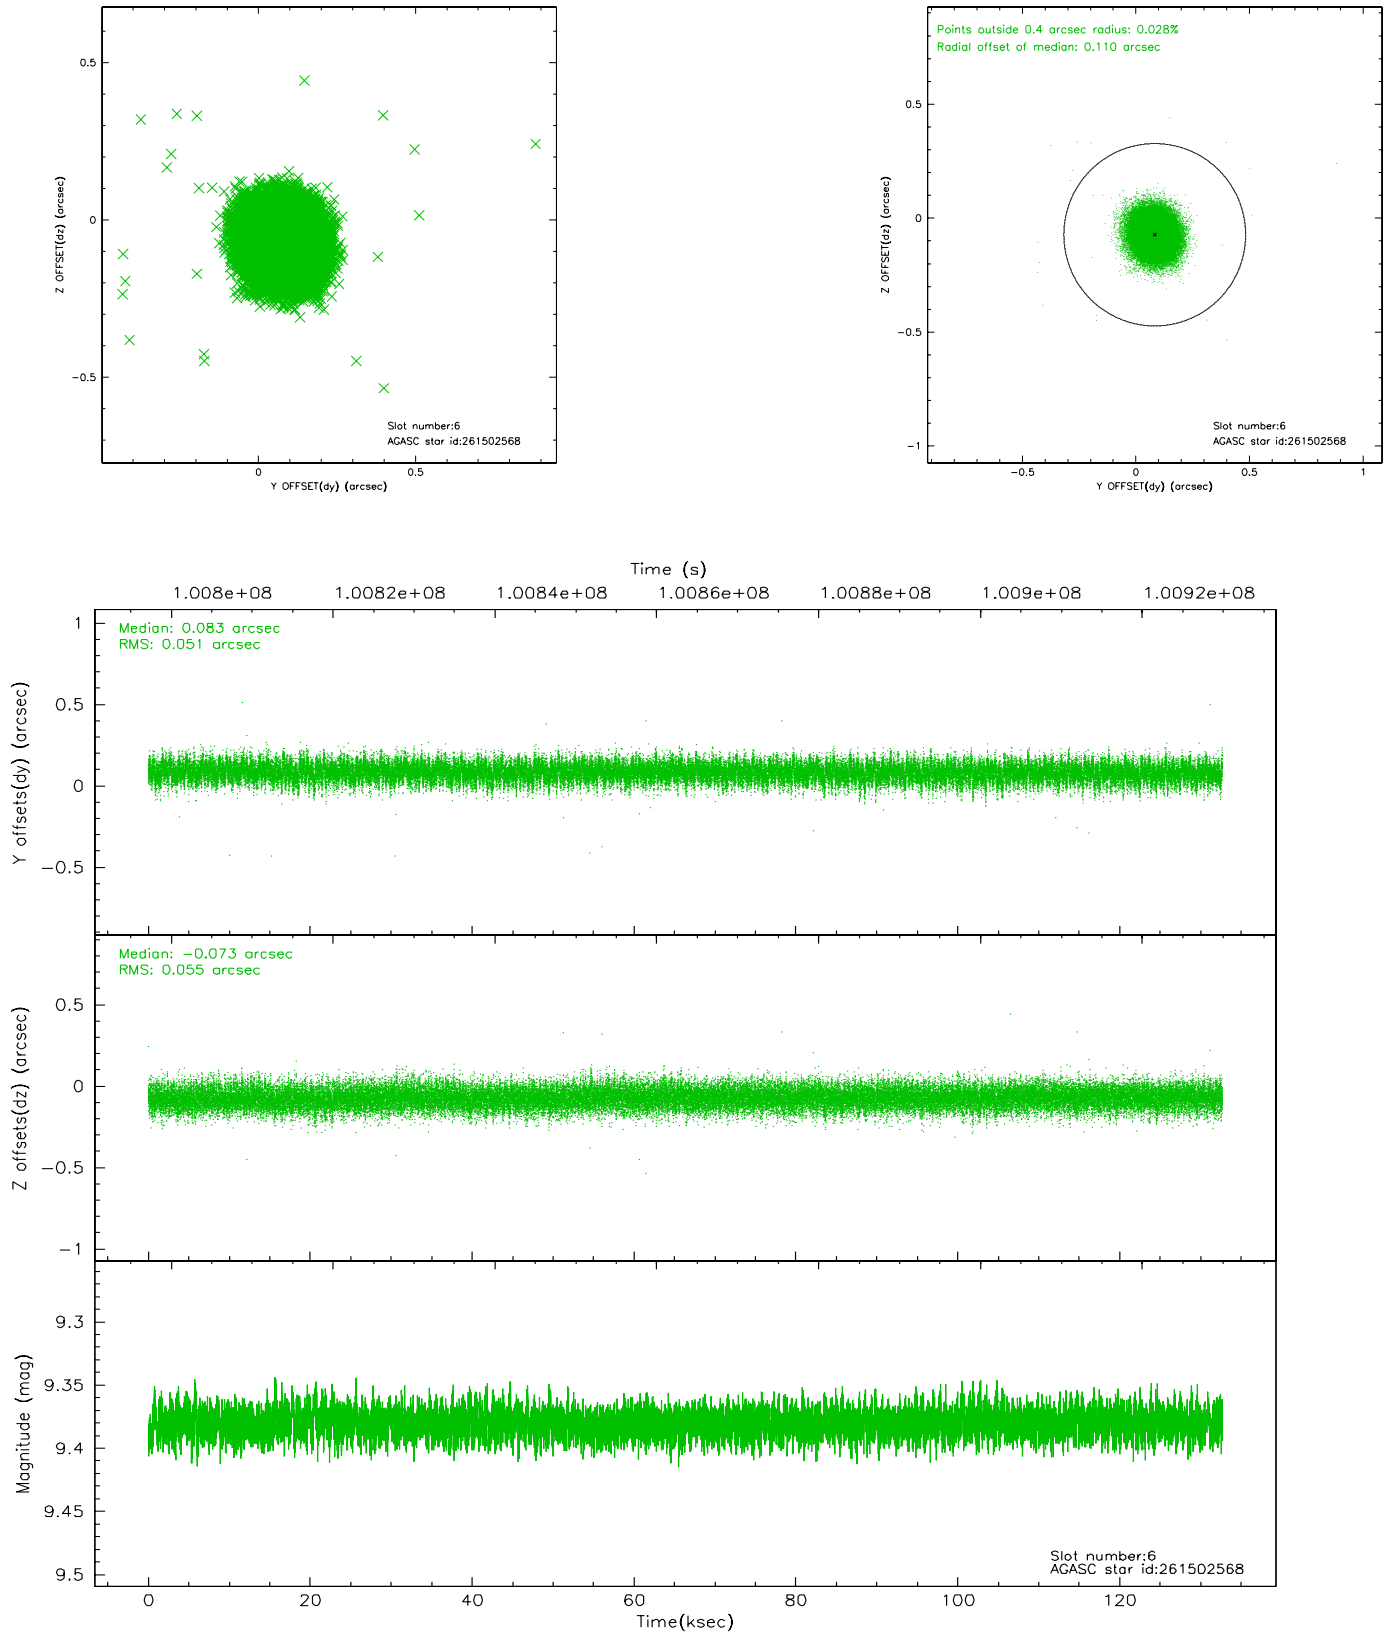 0.5
0
-0.5
Z OFFSET(dz) (arcsec)
Slot number:6
AGASC star id:261502568
0 0.5
Y OFFSET(dy) (arcsec)
Points outside 0.4 arcsec radius: 0.028%
Radial offset of median: 0.110 arcsec
0.5
0
-0.5
-1
Z OFFSET(dz) (arcsec)
Slot number:6
AGASC star id:261502568
-0.5 0 0.5 1
Y OFFSET(dy) (arcsec)
Time (s)
1.008e+08 1.0082e+08 1.0084e+08 1.0086e+08 1.0088e+08 1.009e+08 1.0092e+08
Median: 0.083 arcsec
RMS: 0.051 arcsec
1
0.5
0
-0.5
Y offsets(dy) (arcsec)
Median: -0.073 arcsec
RMS: 0.055 arcsec
0.5
0
-0.5
-1
Z offsets(dz) (arcsec)
9.3
9.35
9.4
9.45
9.5
Magnitude (mag)
Slot number:6
AGASC star id:261502568
0 20 40 60 80 100 120
Time(ksec)